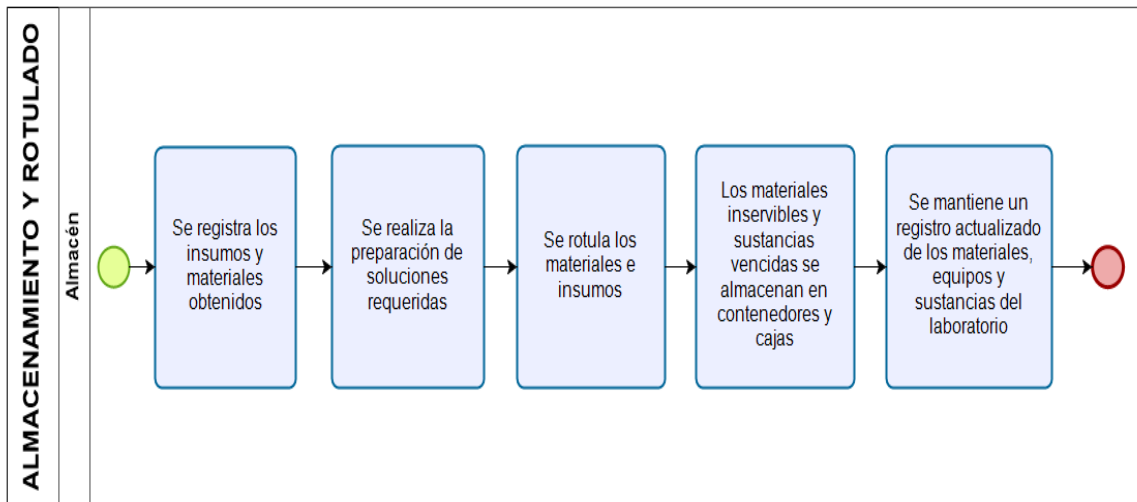 ALMACENAMIENTO Y ROTULADO
Almacén
Se registra los
insumos y
materiales
obtenidos
Se realiza la
preparación de
soluciones
requeridas
Se rotula los
materiales e
insumos
Los materiales
inservibles y
sustancias
vencidas se
almacenan en
contenedores y
cajas
Se mantiene un
registro actualizado
de los materiales,
equipos y
sustancias del
laboratorio